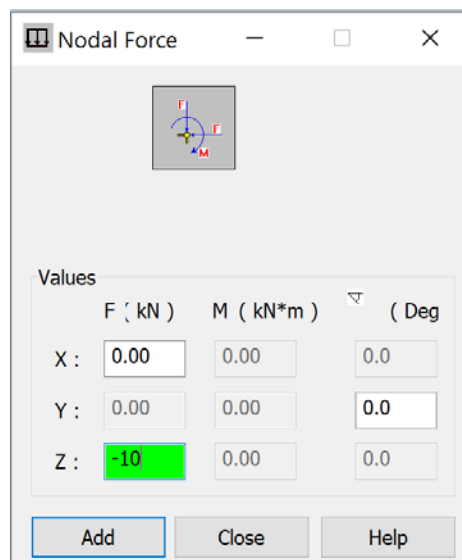 Nodal Force
F
F
M
Values
F ( kN ) M ( kN*m ) ( Deg
X : 0.00 0.00 0.0
Y : 0.00 0.00 0.0
Z : -10 0.00 0.0
Add Close Help